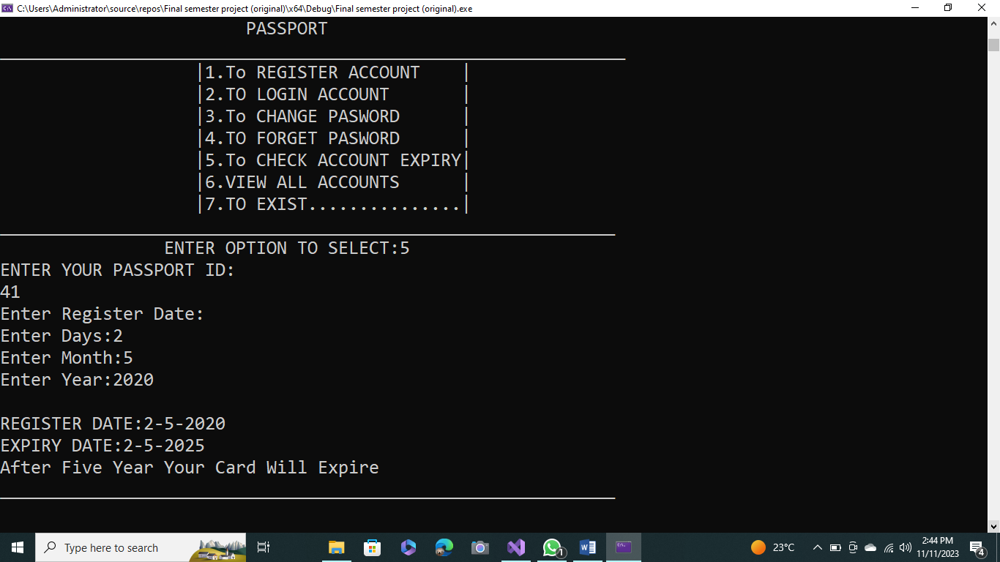 C:\Users\Administrator\source\repos\Final semester project (original)\x64\Debug\Final semester project (original).exe
PASSPORT
|1.To REGISTER ACCOUNT    |
|2.TO LOGIN ACCOUNT       |
|3.To CHANGE PASWORD      |
|4.TO FORGET PASWORD      |
|5.To CHECK ACCOUNT EXPIRY|
|6.VIEW ALL ACCOUNTS      |
|7.TO EXIST...............|
ENTER OPTION TO SELECT:5
ENTER YOUR PASSPORT ID:
41
Enter Register Date:
Enter Days:2
Enter Month:5
Enter Year:2020
REGISTER DATE:2-5-2020
EXPIRY DATE:2-5-2025
After Five Year Your Card Will Expire
Type here to search
1
23°C
2:44 PM
11/11/2023
4